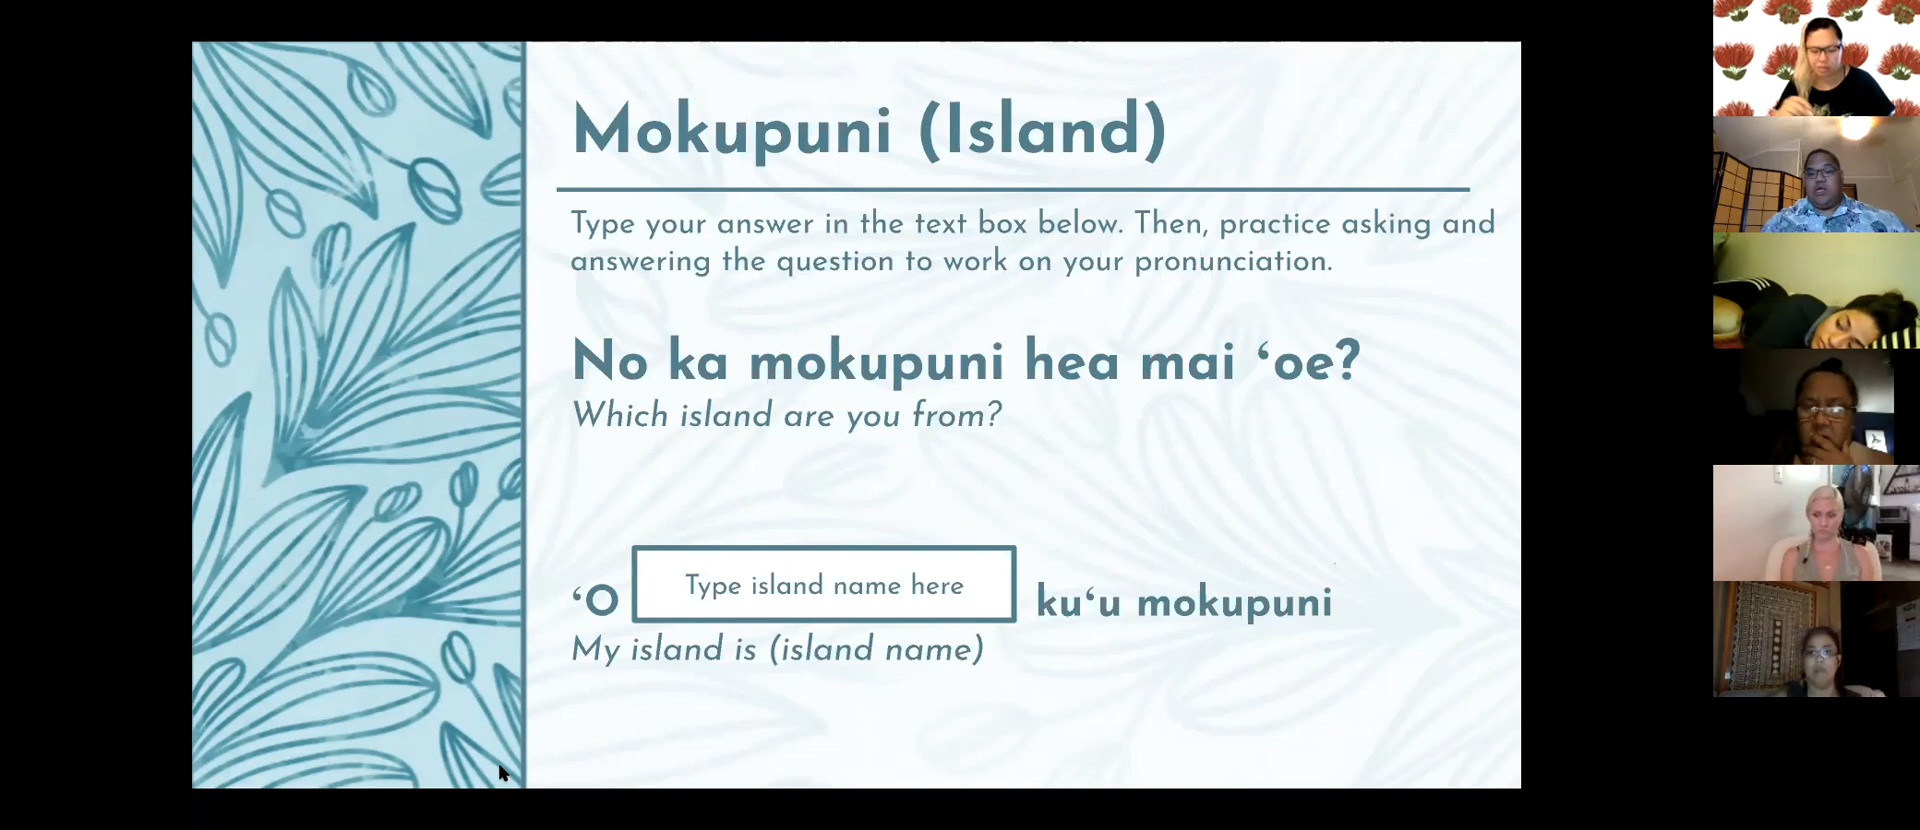 Mokupuni (Island)
Type your answer in the text box below. Then, practice asking and
answering the question to work on your pronunciation.
No ka mokupuni hea mai ʻoe?
Which island are you from?
ʻO Type island name here kuʻu mokupuni
My island is (island name)